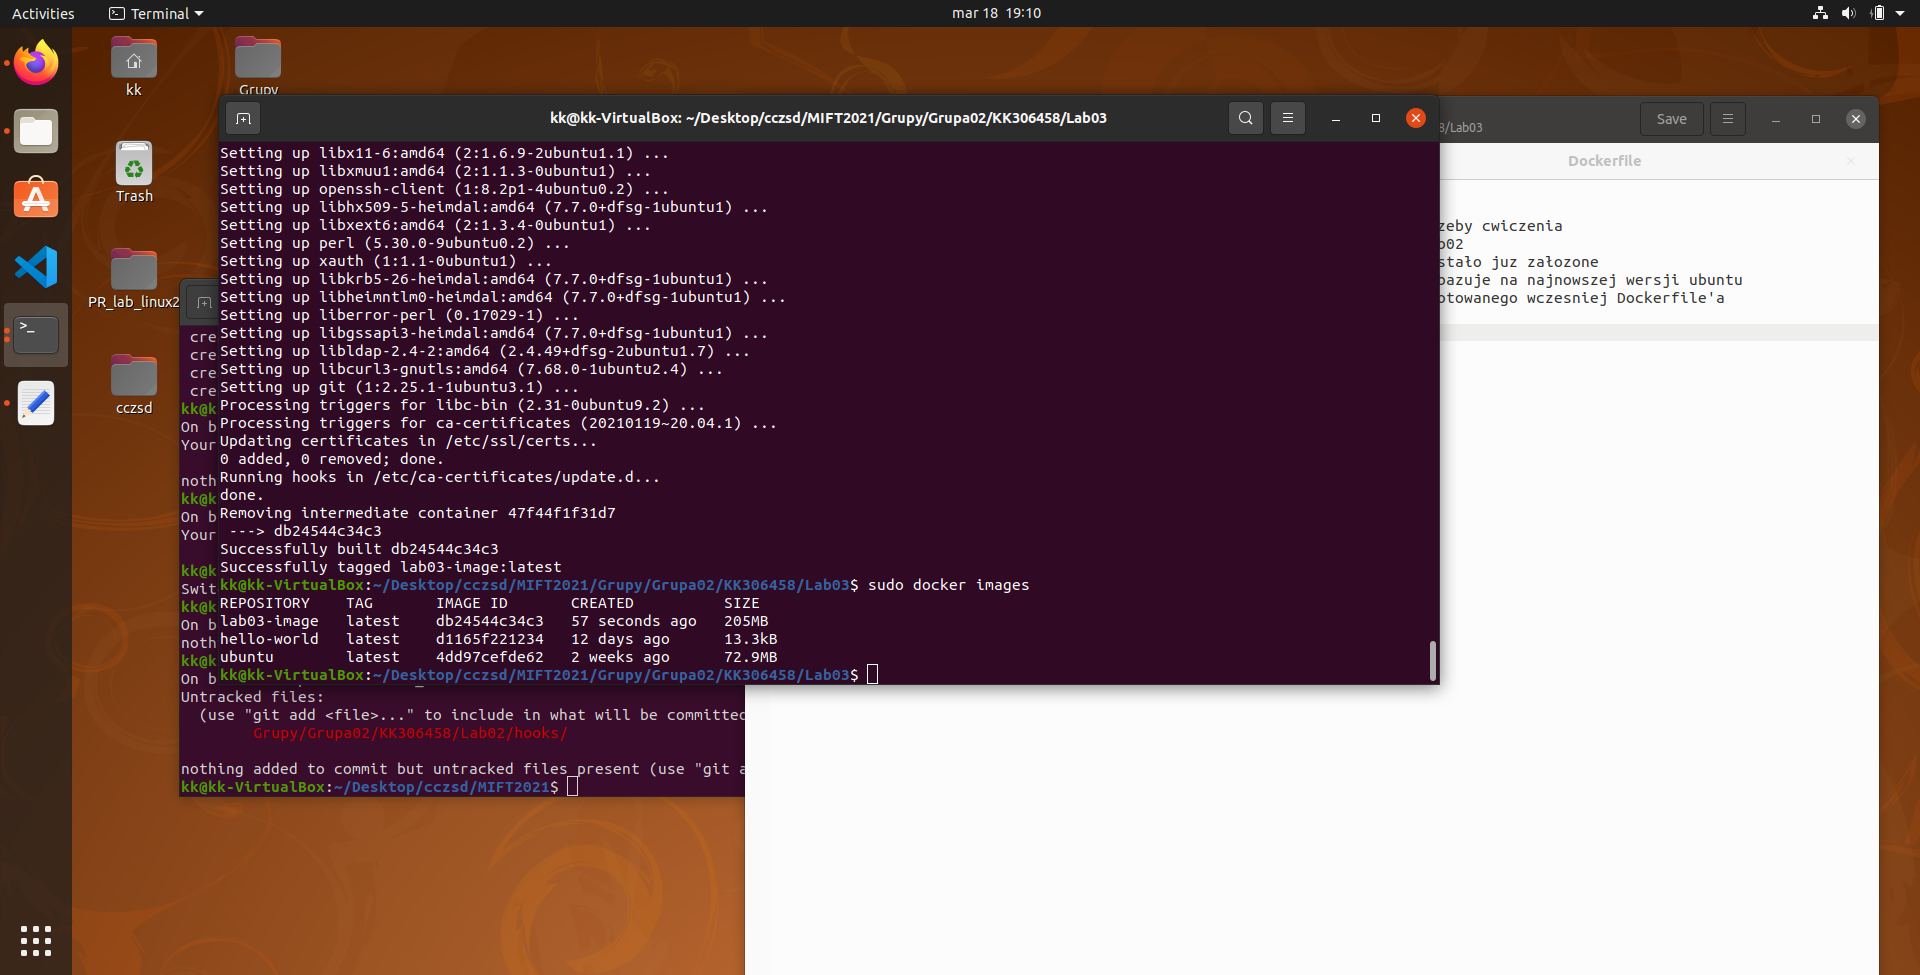 Activities
Terminal
mar 18 19:10
kk
Grupy
Trash
PR_lab_linux2
cczsd
kk@kk-VirtualBox: ~/Desktop/cczsd/MIFT2021/Grupy/Grupa02/KK306458/Lab03
Setting up libx11-6:amd64 (2:1.6.9-2ubuntu1.1) ...
Setting up libxmuu1:amd64 (2:1.1.3-0ubuntu1) ...
Setting up openssh-client (1:8.2p1-4ubuntu0.2) ...
Setting up libhx509-5-heimdal:amd64 (7.7.0+dfsg-1ubuntu1) ...
Setting up libxext6:amd64 (2:1.3.4-0ubuntu1) ...
Setting up perl (5.30.0-9ubuntu0.2) ...
Setting up xauth (1:1.1-0ubuntu1) ...
Setting up libkrb5-26-heimdal:amd64 (7.7.0+dfsg-1ubuntu1) ...
Setting up libheimntlm0-heimdal:amd64 (7.7.0+dfsg-1ubuntu1) ...
Setting up liberror-perl (0.17029-1) ...
Setting up libgssapi3-heimdal:amd64 (7.7.0+dfsg-1ubuntu1) ...
Setting up libldap-2.4-2:amd64 (2.4.49+dfsg-2ubuntu1.7) ...
Setting up libcurl3-gnutls:amd64 (7.68.0-1ubuntu2.4) ...
Setting up git (1:2.25.1-1ubuntu3.1) ...
Processing triggers for libc-bin (2.31-0ubuntu9.2) ...
Processing triggers for ca-certificates (20210119~20.04.1) ...
Updating certificates in /etc/ssl/certs...
0 added, 0 removed; done.
Running hooks in /etc/ca-certificates/update.d...
done.
Removing intermediate container 47f44f1f31d7
 ---> db24544c34c3
Successfully built db24544c34c3
Successfully tagged lab03-image:latest
kk@kk-VirtualBox:~/Desktop/cczsd/MIFT2021/Grupy/Grupa02/KK306458/Lab03$ sudo docker images
REPOSITORY TAG IMAGE ID CREATED SIZE
lab03-image latest db24544c34c3 57 seconds ago 205MB
hello-world latest d1165f221234 12 days ago 13.3kB
ubuntu latest 4dd97cefde62 2 weeks ago 72.9MB
kk@kk-VirtualBox:~/Desktop/cczsd/MIFT2021/Grupy/Grupa02/KK306458/Lab03$
cre
cre
cre
cre
kk@k
On b
Your
noth
kk@k
On b
Your
kk@k
Swit
kk@k
On b
noth
kk@k
On b
Untracked files:
(use "git add <file>..." to include in what will be committed
Grupy/Grupa02/KK306458/Lab02/hooks/
nothing added to commit but untracked files present (use "git a
kk@kk-VirtualBox:~/Desktop/cczsd/MIFT2021$
8/Lab03
Save
Dockerfile
zeby cwiczenia
b02
stało juz załozone
bazuje na najnowszej wersji ubuntu
otowanego wczesniej Dockerfile'a